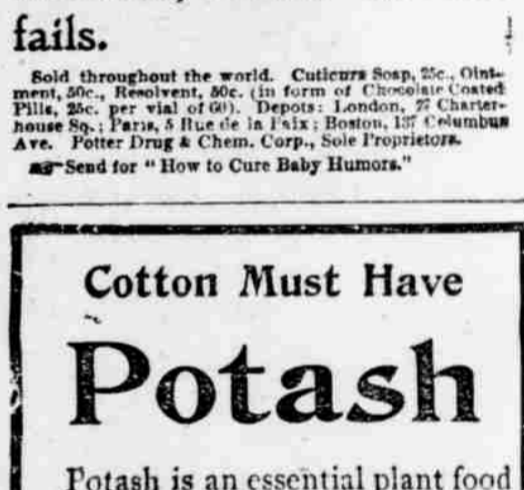 fails.
Sold throughout the world. Cuticura Soap, 25c., Oint-
ment, 50c., Resolvent, 50c. (in form of Chocolate Coated
Pills, 25c. per vial of 60). Depots: London, 27 Charter-
house Sq.; Paris, 5 Rue de la Paix; Boston, 137 Columbus
Ave. Potter Drug & Chem. Corp., Sole Proprietors.
Send for "How to Cure Baby Humors."
Cotton Must Have
Potash
Potash is an essential plant food